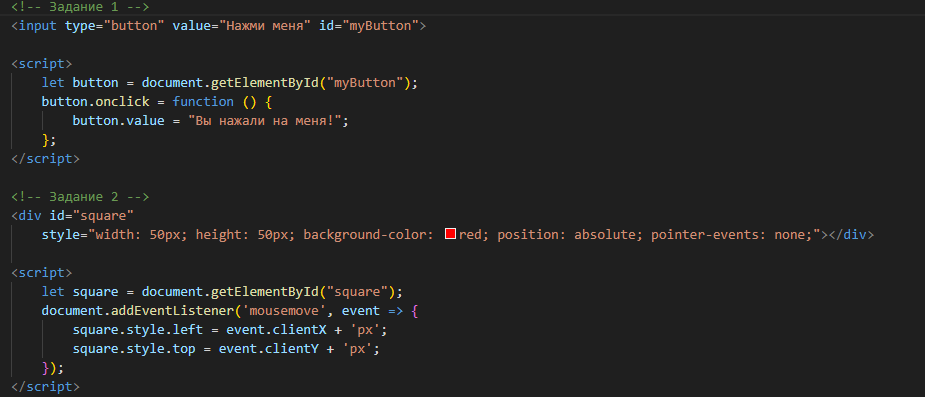 <!-- Задание 1 -->
<input type="button" value="Нажми меня" id="myButton">
<script>
    let button = document.getElementById("myButton");
    button.onclick = function () {
        button.value = "Вы нажали на меня!";
    };
</script>
<!-- Задание 2 -->
<div id="square"
    style="width: 50px; height: 50px; background-color: red; position: absolute; pointer-events: none;"></div>
<script>
    let square = document.getElementById("square");
    document.addEventListener('mousemove', event => {
        square.style.left = event.clientX + 'px';
        square.style.top = event.clientY + 'px';
    });
</script>